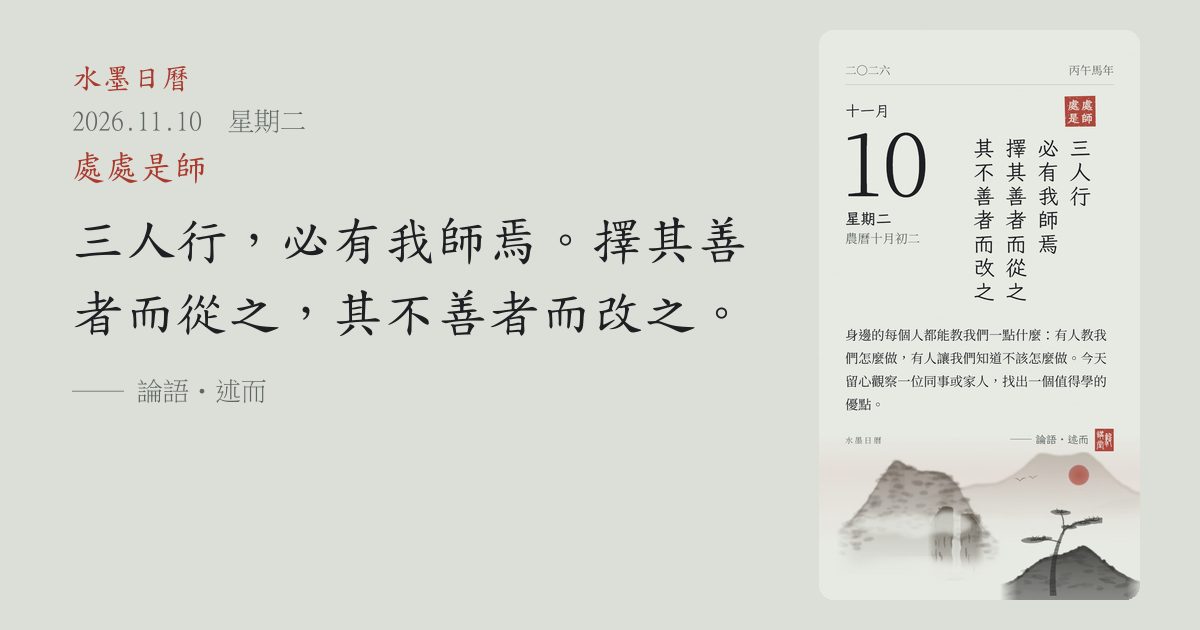 水墨日曆
2026.11.10 星期二
處處是師
三人行，必有我師焉。擇其善
者而從之，其不善者而改之。
—— 論語・述而
二〇二六
丙午馬年
十一月
10
星期二
農曆十月初二
處處是師
三人行
必有我師焉
擇其善者而從之
其不善者而改之
身邊的每個人都能教我們一點什麼：有人教我
們怎麼做，有人讓我們知道不該怎麼做。今天
留心觀察一位同事或家人，找出一個值得學的
優點。
水墨日曆
—— 論語・述而